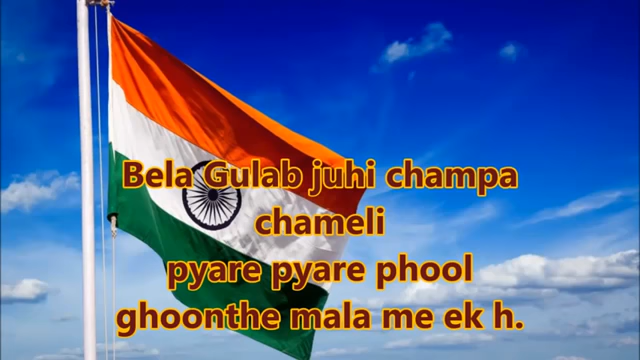 Bela Gulab juhi champa
chameli
pyare pyare phool
ghoonthe mala me ek h.